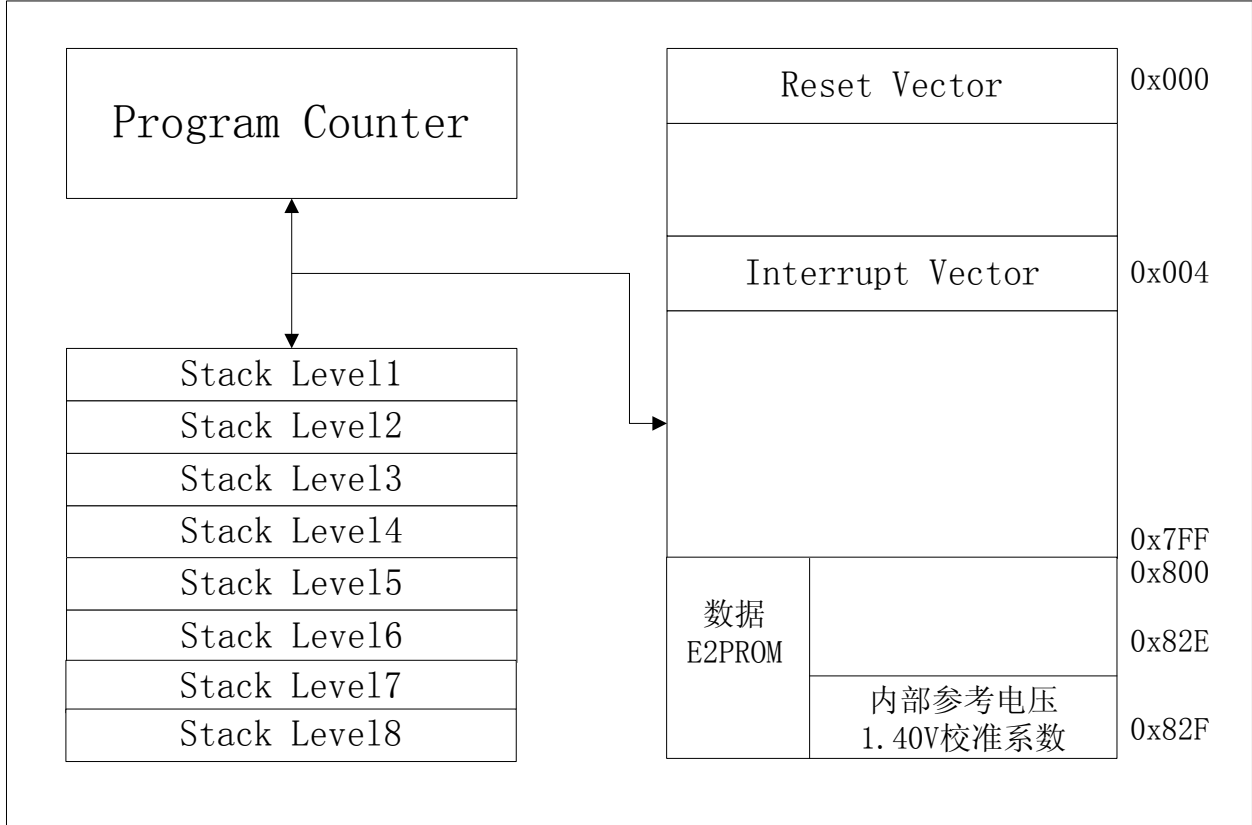 Program Counter
Stack Level1
Stack Level2
Stack Level3
Stack Level4
Stack Level5
Stack Level6
Stack Level7
Stack Level8
Reset Vector
0x000
Interrupt Vector
0x004
0x7FF
0x800
数据
E2PROM
0x82E
内部参考电压
1.40V校准系数
0x82F